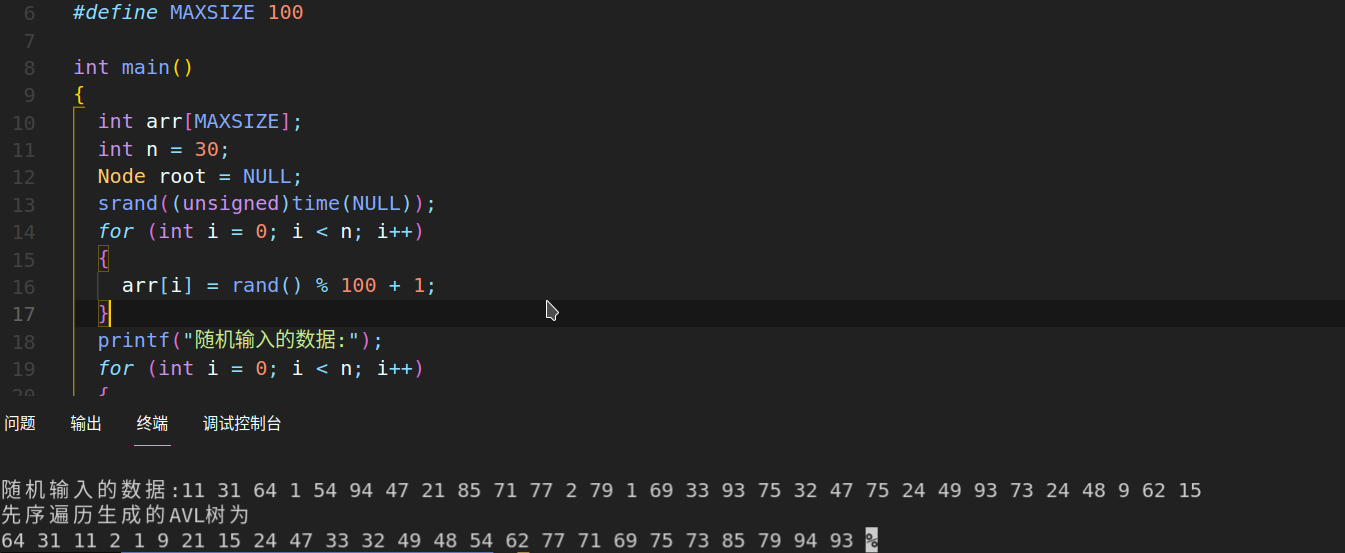 6 #define MAXSIZE 100
7
8 int main()
9 {
10 int arr[MAXSIZE];
11 int n = 30;
12 Node root = NULL;
13 srand((unsigned)time(NULL));
14 for (int i = 0; i < n; i++)
15 {
16 arr[i] = rand() % 100 + 1;
17 }
18 printf("随机输入的数据:");
19 for (int i = 0; i < n; i++)
20 {
问题 输出 终端 调试控制台
随机输入的数据:11 31 64 1 54 94 47 21 85 71 77 2 79 1 69 33 93 75 32 47 75 24 49 93 73 24 48 9 62 15
先序遍历生成的AVL树为
64 31 11 2 1 9 21 15 24 47 33 32 49 48 54 62 77 71 69 75 73 85 79 94 93 %